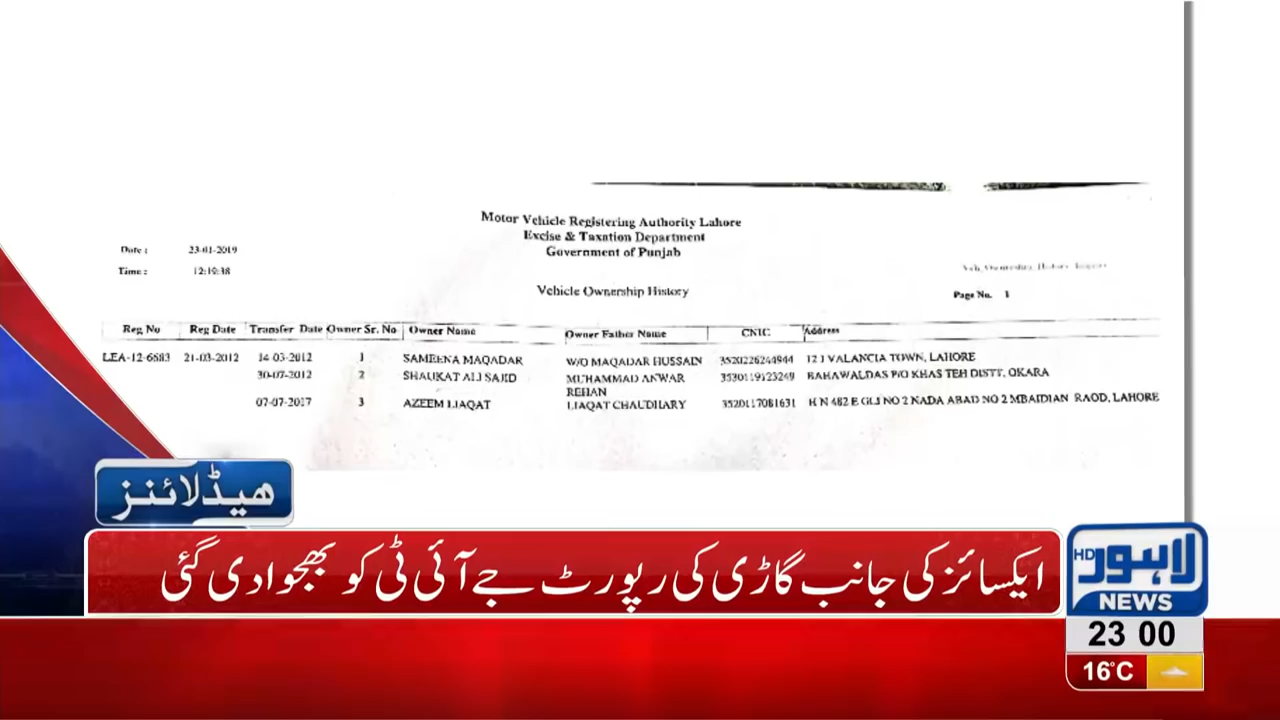 Motor Vehicle Registering Authority Lahore
Excise & Taxation Department
Government of Punjab
Date : 23-01-2019
Time : 12:19:38
Vehicle Ownership History
Page No. 1
Reg No Reg Date Transfer Date Owner Sr. No Owner Name Owner Father Name CNIC Address
LEA-12-6683 21-03-2012 14-03-2012 1 SAMEENA MAQADAR W/O MAQADAR HUSSAIN 3520226244944 12 J VALANCIA TOWN, LAHORE
30-07-2012 2 SHAUKAT ALI SAJID MUHAMMAD ANWAR 3530119123249 BAHAWALDAS P/O KHAS TEH DISTT, OKARA
REHAN
07-07-2017 3 AZEEM LIAQAT LIAQAT CHAUDHARY 3520117081631 H N 482 E GLI NO 2 NADA ABAD NO 2 MBAIDIAN RAOD, LAHORE
ھیڈلائنز
ایکسائز کی جانب گاڑی کی رپورٹ جے آئی ٹی کو بھجوا دی گئی
HD لاہور
NEWS
23 00
16°C